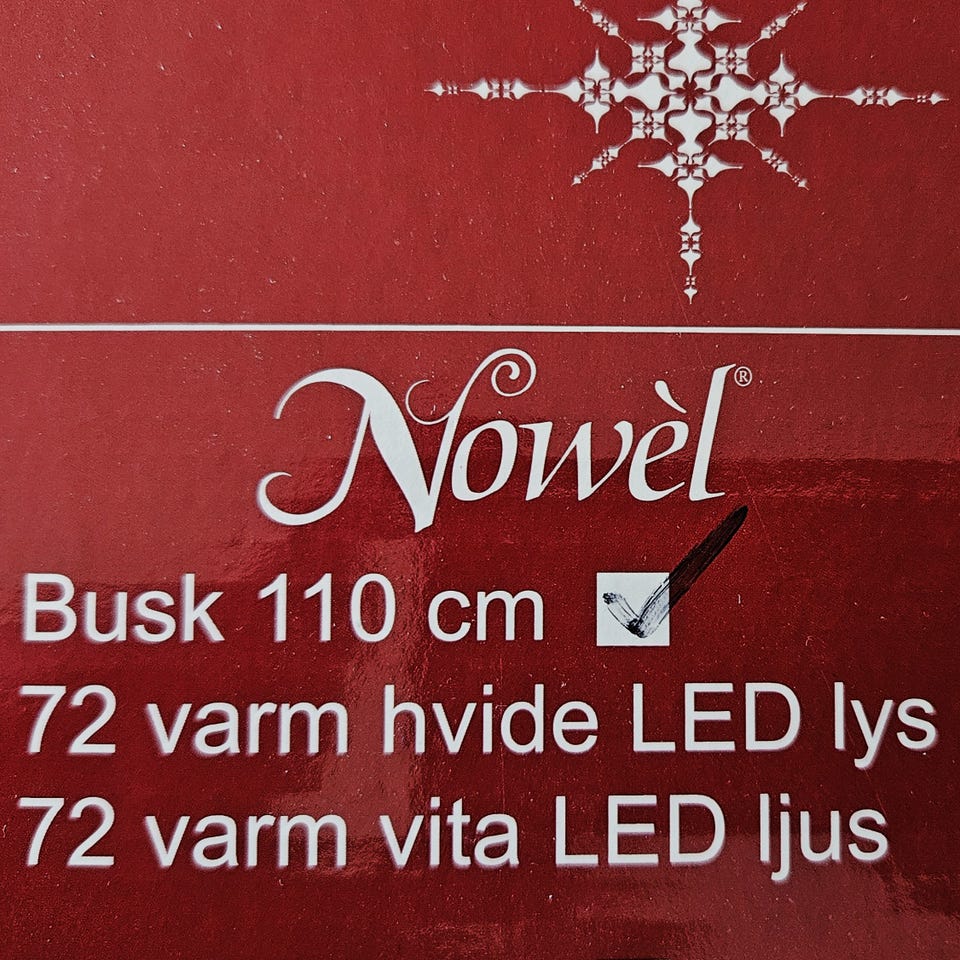 Nowèl®
Busk 110 cm
72 varm hvide LED lys
72 varm vita LED ljus